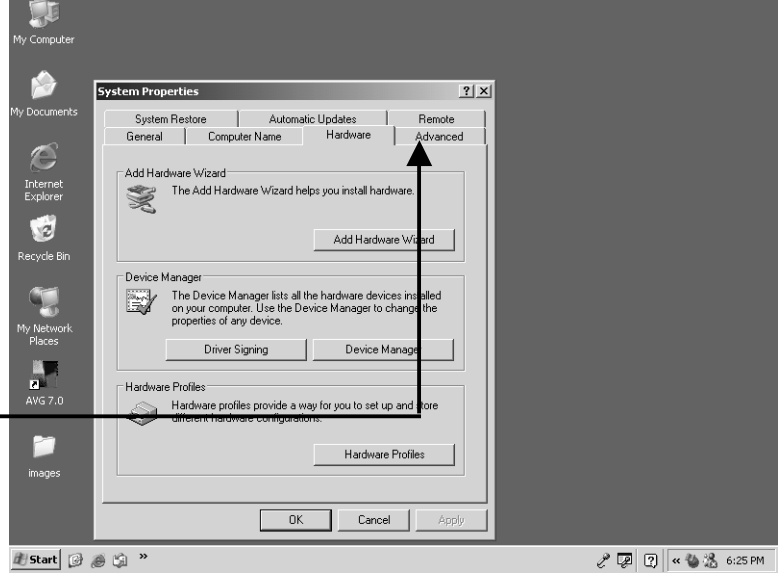 My Computer
My Documents
Internet
Explorer
Recycle Bin
My Network
Places
AVG 7.0
images
System Properties
System Restore
Automatic Updates
Remote
General
Computer Name
Hardware
Advanced
Add Hardware Wizard
The Add Hardware Wizard helps you install hardware.
Add Hardware Wizard
Device Manager
The Device Manager lists all the hardware devices installed
on your computer. Use the Device Manager to change the
properties of any device.
Driver Signing
Device Manager
Hardware Profiles
Hardware profiles provide a way for you to set up and store
different hardware configurations.
Hardware Profiles
OK
Cancel
Apply
Start
»
«
6:25 PM